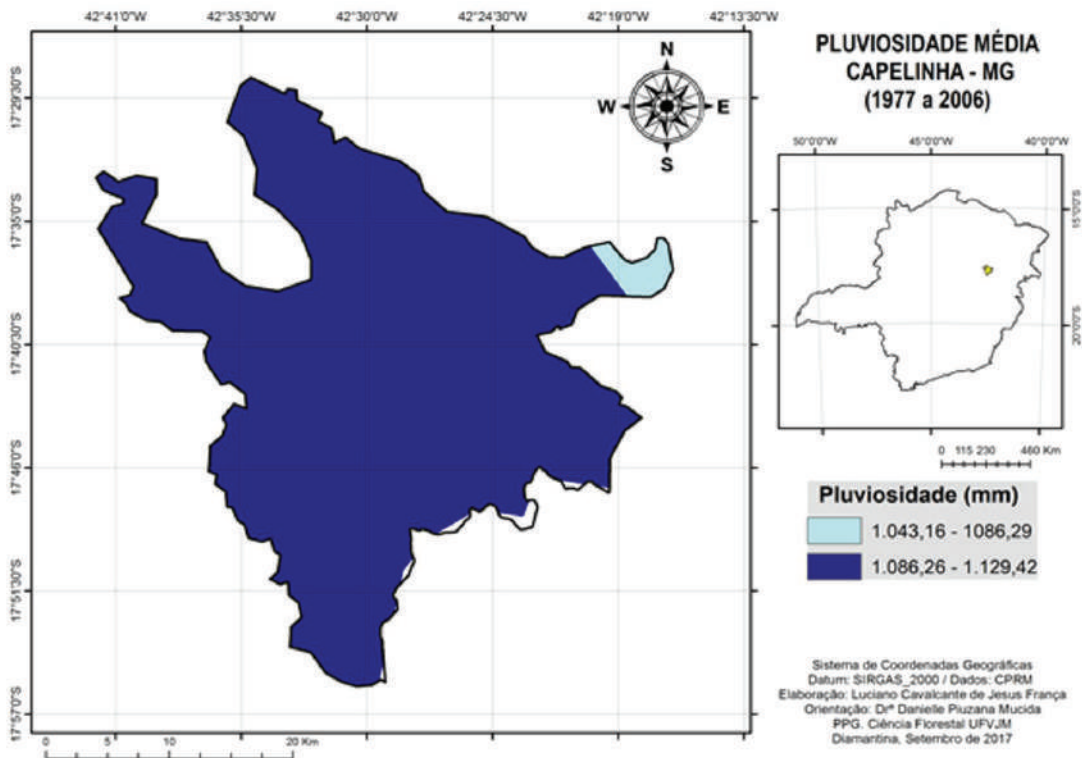 42°41'0"W 42°35'30"W 42°30'0"W 42°24'30"W 42°19'0"W 42°13'30"W
17°29'30"S
17°35'0"S
17°40'30"S
17°46'0"S
17°51'30"S
17°57'0"S
N
W E
S
0 5 10 20 Km
PLUVIOSIDADE MÉDIA
CAPELINHA - MG
(1977 a 2006)
50°0'0"W 45°0'0"W 40°0'0"W
15°0'0"S
20°0'0"S
0 115 230 460 Km
Pluviosidade (mm)
1.043,16 - 1086,29
1.086,26 - 1.129,42
Sistema de Coordenadas Geográficas
Datum: SIRGAS_2000 / Dados: CPRM
Elaboração: Luciano Cavalcante de Jesus França
Orientação: Drª Danielle Piuzana Mucida
PPG. Ciência Florestal UFVJM
Diamantina, Setembro de 2017